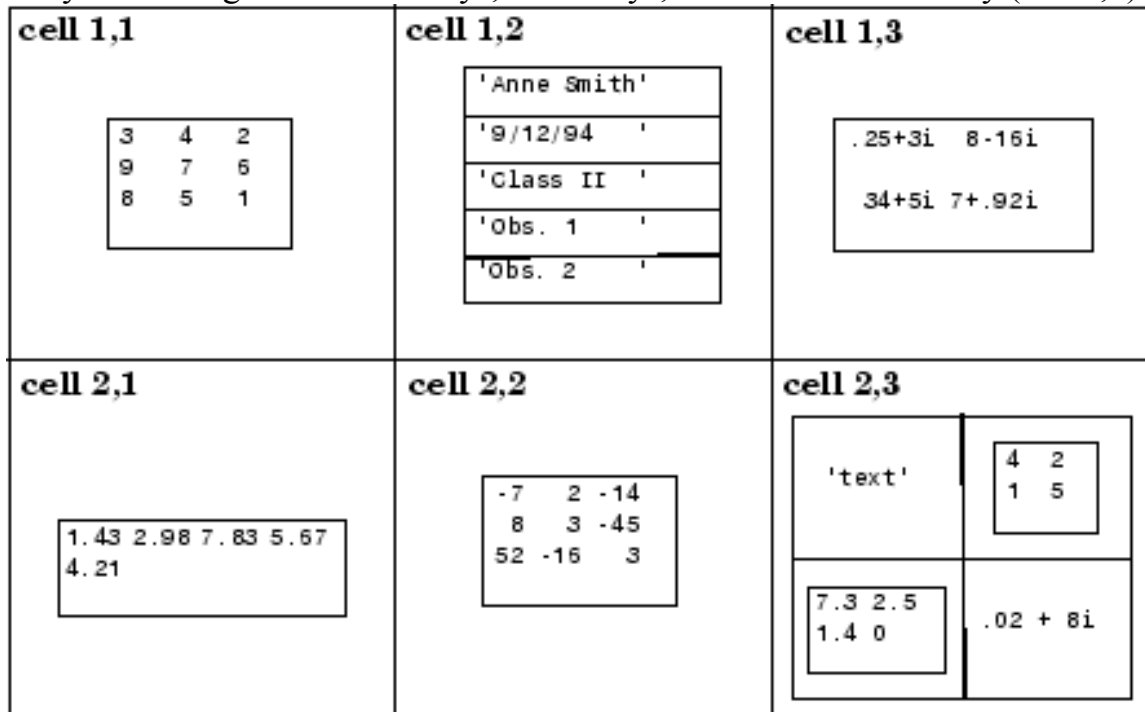 cell 1,1
3 4 2
9 7 6
8 5 1
cell 1,2
'Anne Smith'
'9/12/94 '
'Class II '
'Obs. 1 '
'Obs. 2 '
cell 1,3
.25+3i 8-16i
34+5i 7+.92i
cell 2,1
1.43 2.98 7.83 5.67
4.21
cell 2,2
-7 2 -14
8 3 -45
52 -16 3
cell 2,3
'text'
4 2
1 5
7.3 2.5
1.4 0
.02 + 8i